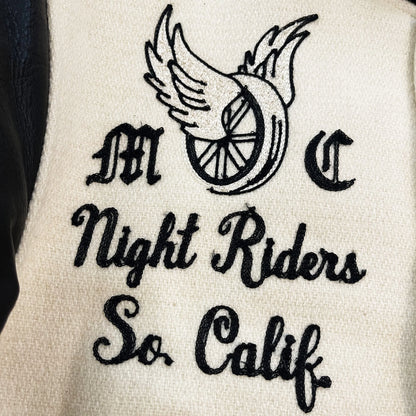 M C
Night Riders
So. Calif.